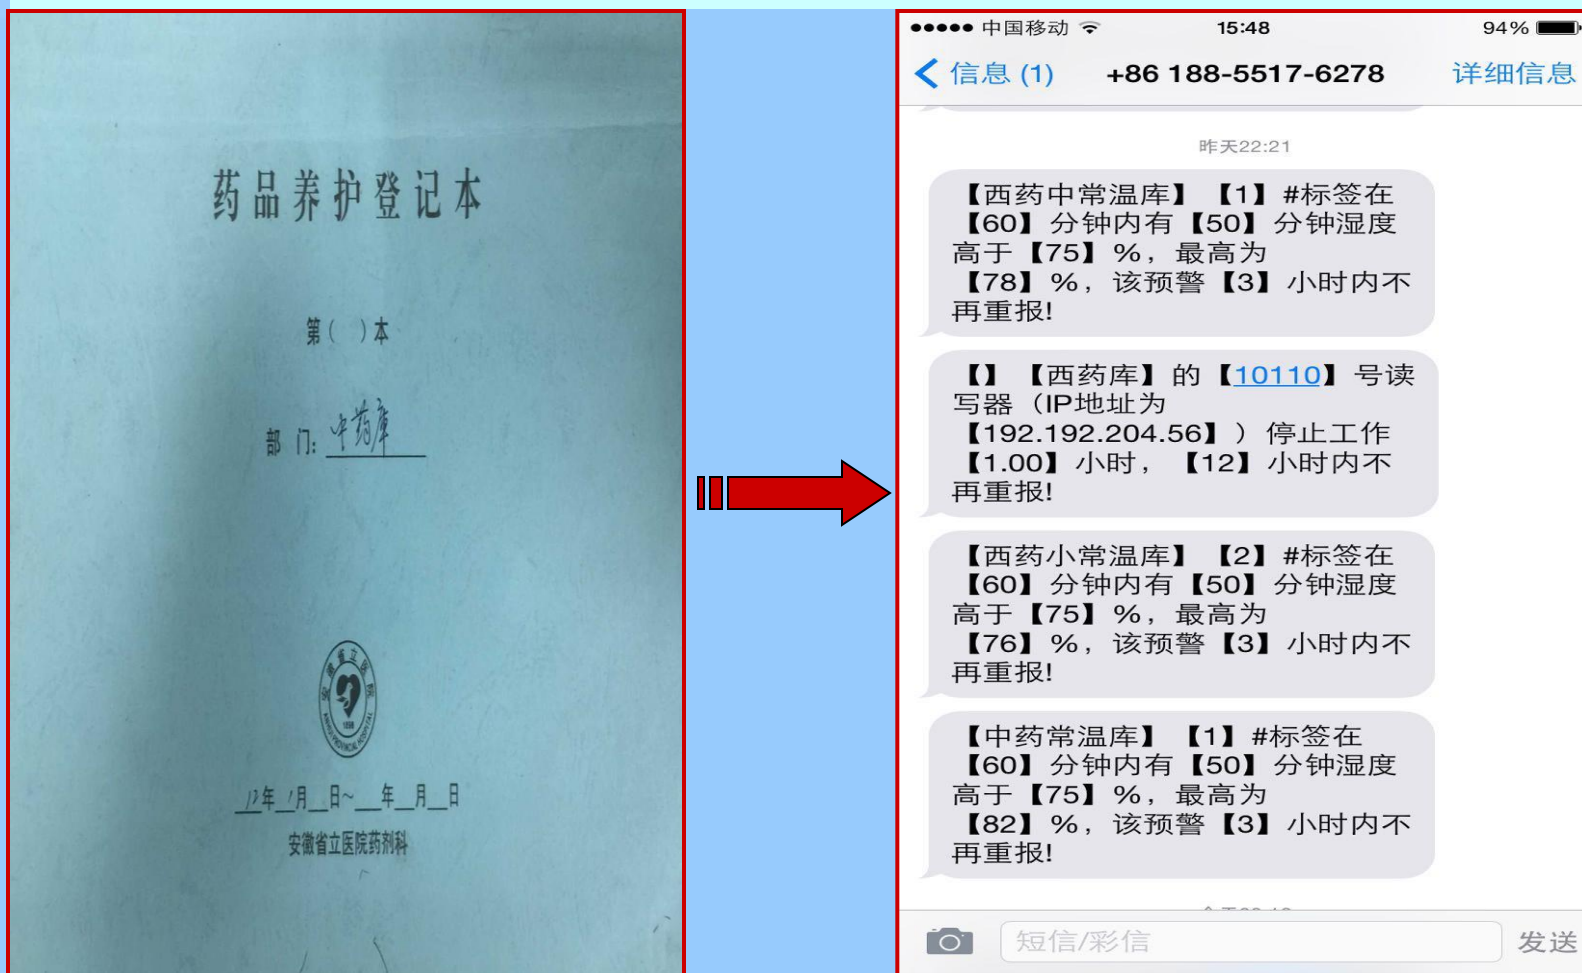 药品养护登记本
第( )本
部 门: 中药库
安徽省立医院
ANHUI PROVINCIAL HOSPITAL
1898
12年1月__日~__年__月__日
安徽省立医院药剂科
中国移动 15:48 94%
信息 (1) +86 188-5517-6278 详细信息
昨天22:21
【西药中常温库】【1】#标签在
【60】分钟内有【50】分钟湿度
高于【75】%，最高为
【78】%，该预警【3】小时内不
再重报!
【】【西药库】的【10110】号读
写器（IP地址为
【192.192.204.56】）停止工作
【1.00】小时，【12】小时内不
再重报!
【西药小常温库】【2】#标签在
【60】分钟内有【50】分钟湿度
高于【75】%，最高为
【76】%，该预警【3】小时内不
再重报!
【中药常温库】【1】#标签在
【60】分钟内有【50】分钟湿度
高于【75】%，最高为
【82】%，该预警【3】小时内不
再重报!
短信/彩信 发送